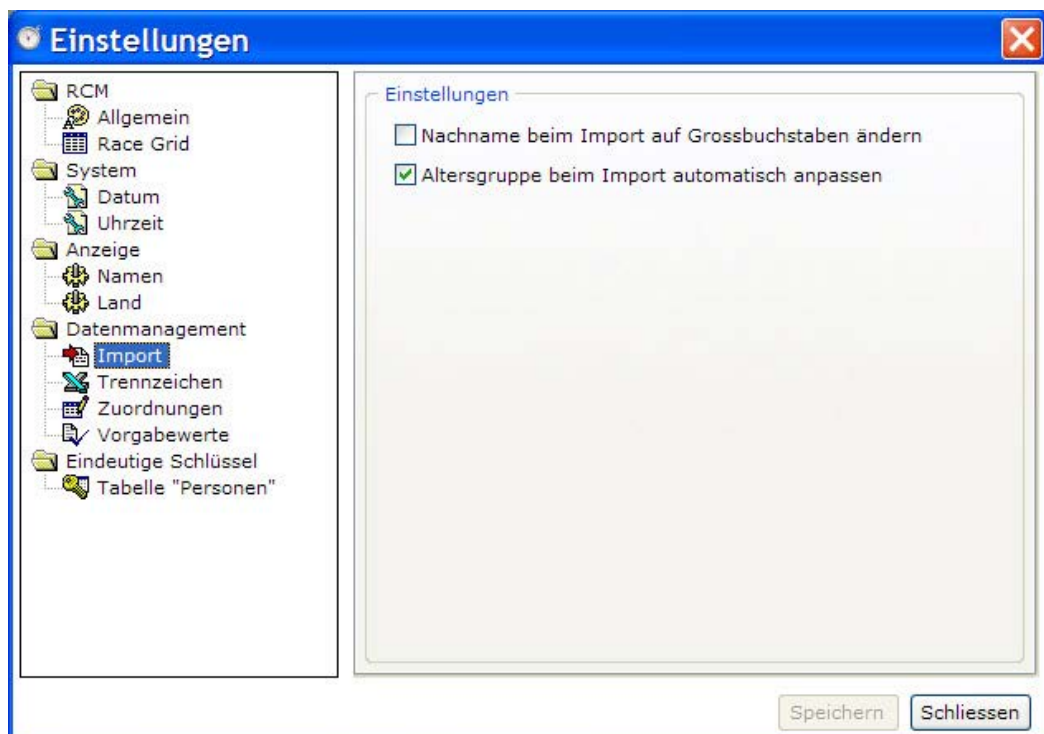 Einstellungen
RCM
Allgemein
Race Grid
System
Datum
Uhrzeit
Anzeige
Namen
Land
Datenmanagement
Import
Trennzeichen
Zuordnungen
Vorgabewerte
Eindeutige Schlüssel
Tabelle "Personen"
Einstellungen
Nachname beim Import auf Grossbuchstaben ändern
Altersgruppe beim Import automatisch anpassen
Speichern
Schliessen